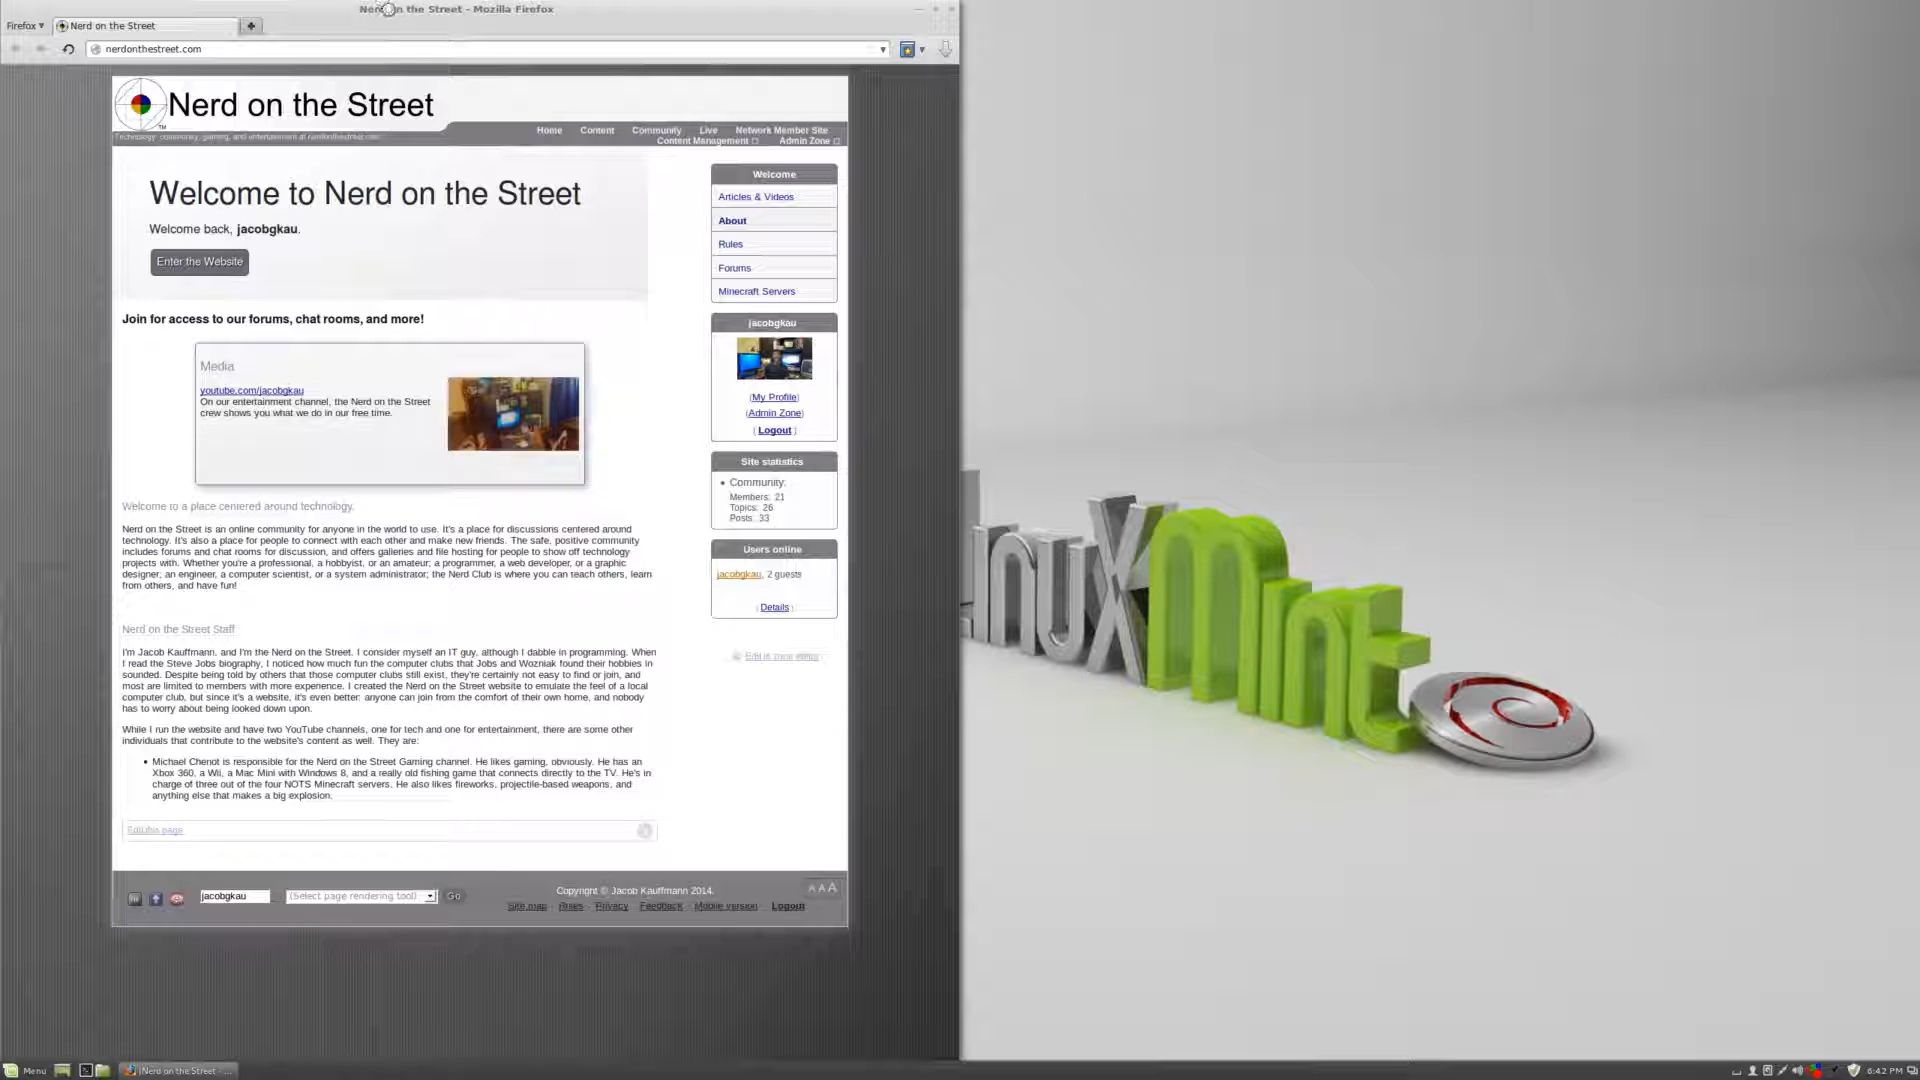 Nerd on the Street - Mozilla Firefox
Firefox
Nerd on the Street
nerdonthestreet.com
Nerd on the Street
TM
Technology, community, gaming, and entertainment at nerdonthestreet.com
Home Content Community Live Network Member Site
Content Management Admin Zone
Welcome to Nerd on the Street
Welcome back, jacobgkau.
Enter the Website
Join for access to our forums, chat rooms, and more!
Media
youtube.com/jacobgkau
On our entertainment channel, the Nerd on the Street
crew shows you what we do in our free time.
Welcome to a place centered around technology.
Nerd on the Street is an online community for anyone in the world to use. It's a place for discussions centered around
technology. It's also a place for people to connect with each other and make new friends. The safe, positive community
includes forums and chat rooms for discussion, and offers galleries and file hosting for people to show off technology
projects with. Whether you're a professional, a hobbyist, or an amateur; a programmer, a web developer, or a graphic
designer; an engineer, a computer scientist, or a system administrator; the Nerd Club is where you can teach others, learn
from others, and have fun!
Nerd on the Street Staff
I'm Jacob Kauffmann, and I'm the Nerd on the Street. I consider myself an IT guy, although I dabble in programming. When
I read the Steve Jobs biography, I noticed how much fun the computer clubs that Jobs and Wozniak found their hobbies in
sounded. Despite being told by others that those computer clubs still exist, they're certainly not easy to find or join, and
most are limited to members with more experience. I created the Nerd on the Street website to emulate the feel of a local
computer club, but since it's a website, it's even better: anyone can join from the comfort of their own home, and nobody
has to worry about being looked down upon.
While I run the website and have two YouTube channels, one for tech and one for entertainment, there are some other
individuals that contribute to the website's content as well. They are:
Michael Chenot is responsible for the Nerd on the Street Gaming channel. He likes gaming, obviously. He has an
Xbox 360, a Wii, a Mac Mini with Windows 8, and a really old fishing game that connects directly to the TV. He's in
charge of three out of the four NOTS Minecraft servers. He also likes fireworks, projectile-based weapons, and
anything else that makes a big explosion.
Edit this page
Welcome
Articles & Videos
About
Rules
Forums
Minecraft Servers
jacobgkau
(My Profile)
(Admin Zone)
( Logout )
Site statistics
Community:
Members: 21
Topics: 26
Posts: 33
Users online
jacobgkau, 2 guests
( Details )
Edit in zone editor
jacobgkau (Select page rendering tool) Go
Copyright © Jacob Kauffmann 2014.
A A A
Site map Rules Privacy Feedback Mobile version Logout
Linux Mint
Menu
Nerd on the Street - ...
6:42 PM